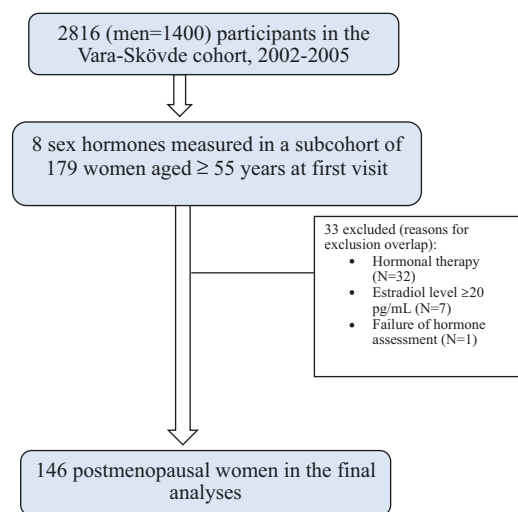 2816 (men=1400) participants in the
Vara-Skövde cohort, 2002-2005
8 sex hormones measured in a subcohort of
179 women aged ≥ 55 years at first visit
33 excluded (reasons for
exclusion overlap):
• Hormonal therapy
(N=32)
• Estradiol level ≥20
pg/mL (N=7)
• Failure of hormone
assessment (N=1)
146 postmenopausal women in the final
analyses